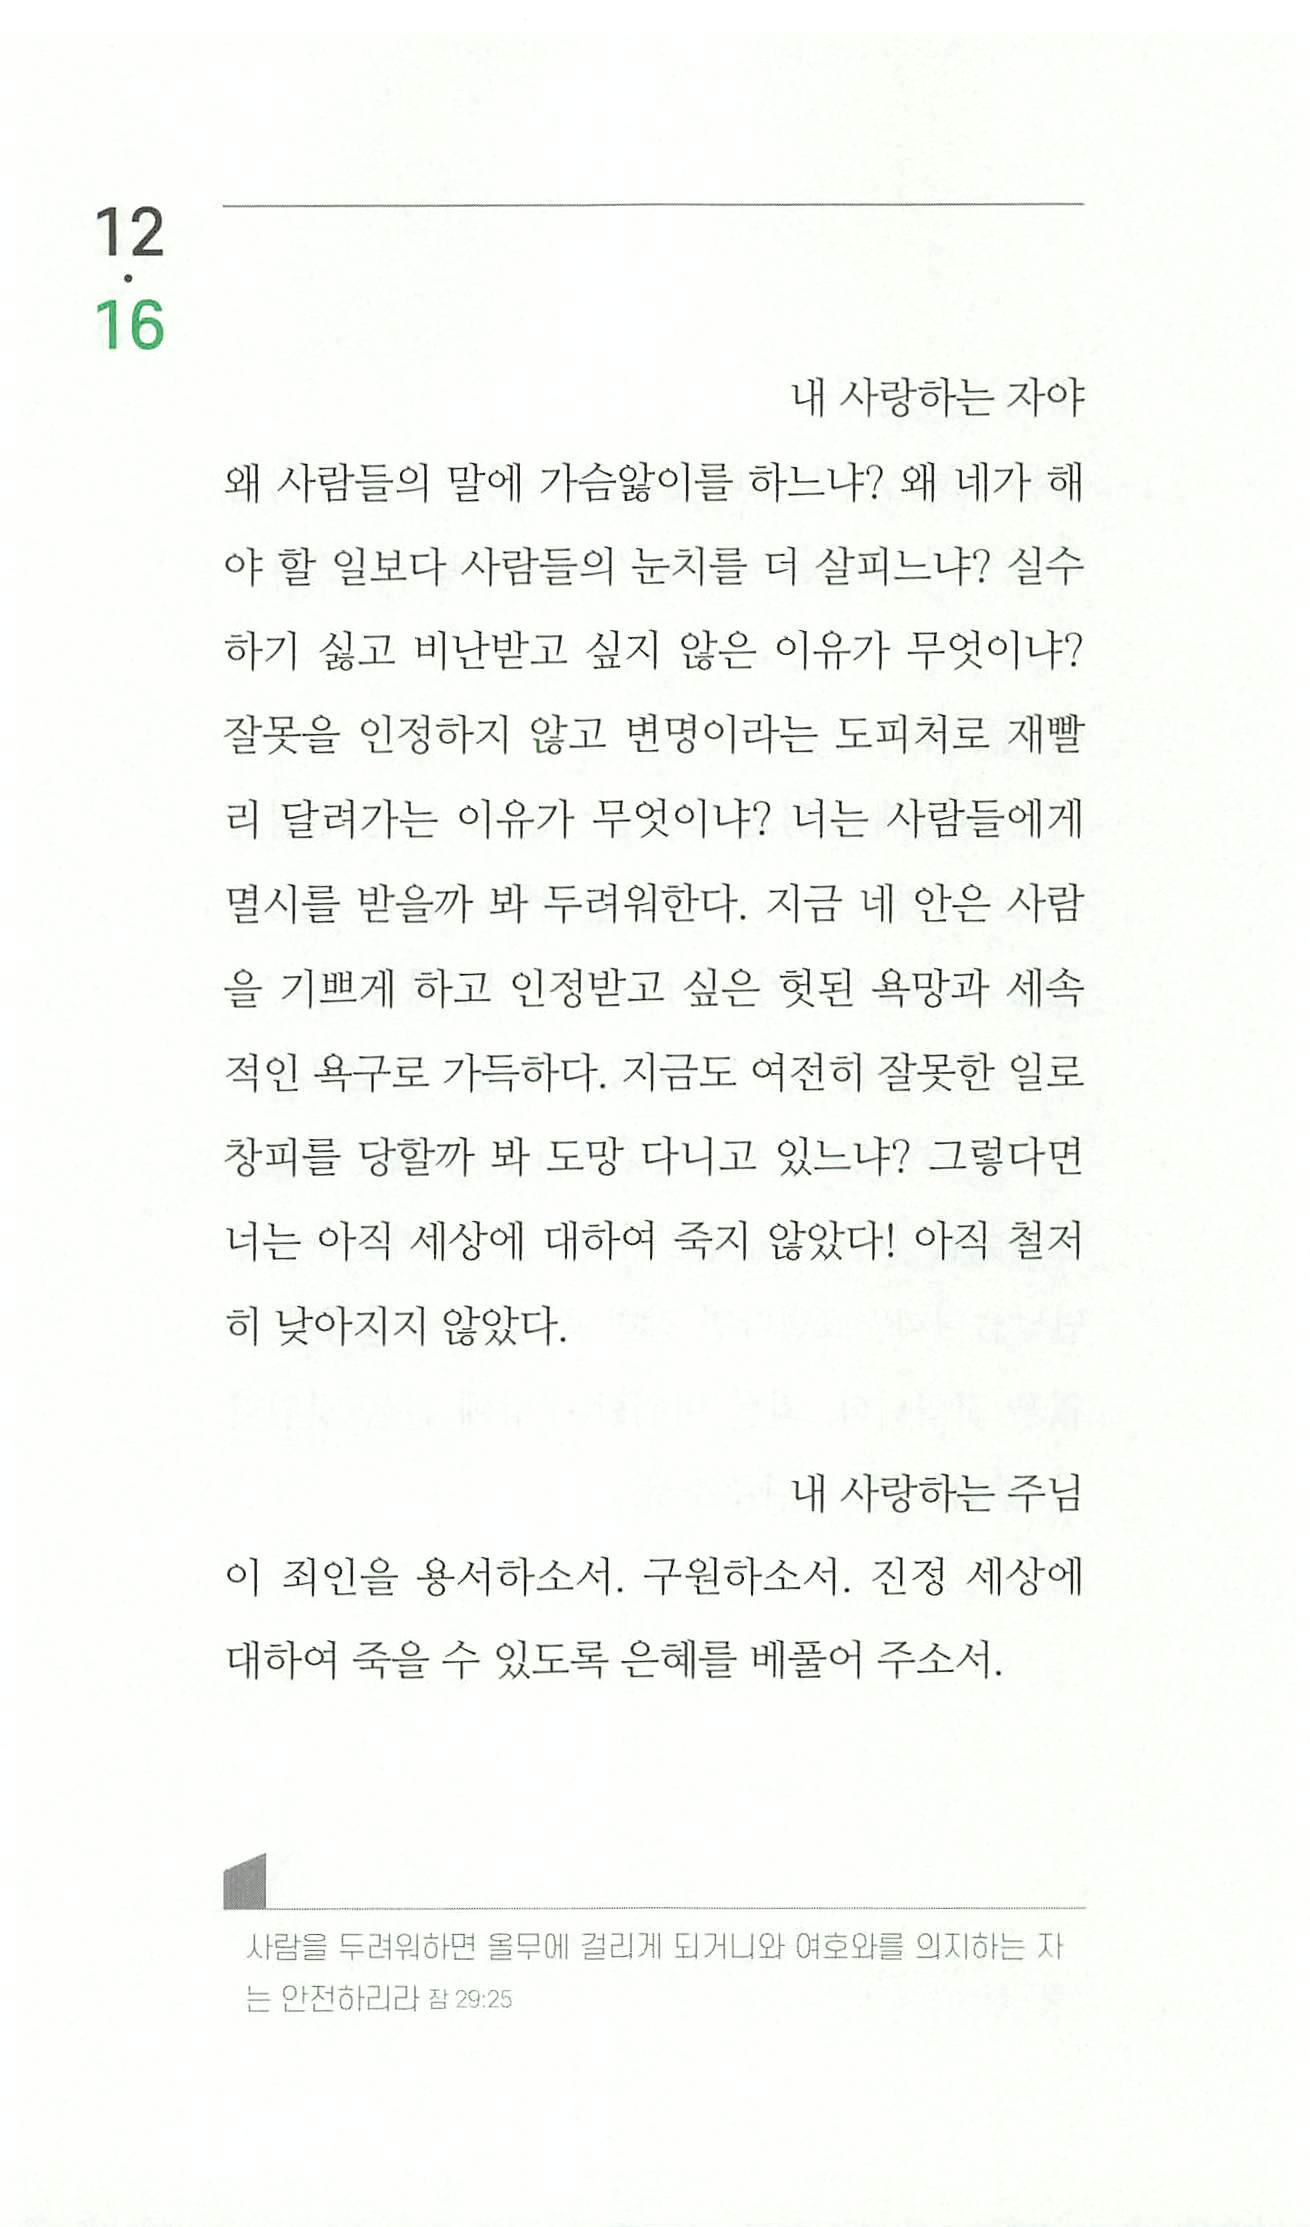 12
·
16
내 사랑하는 자야
왜 사람들의 말에 가슴앓이를 하느냐? 왜 네가 해
야 할 일보다 사람들의 눈치를 더 살피느냐? 실수
하기 싫고 비난받고 싶지 않은 이유가 무엇이냐?
잘못을 인정하지 않고 변명이라는 도피처로 재빨
리 달려가는 이유가 무엇이냐? 너는 사람들에게
멸시를 받을까 봐 두려워한다. 지금 네 안은 사람
을 기쁘게 하고 인정받고 싶은 헛된 욕망과 세속
적인 욕구로 가득하다. 지금도 여전히 잘못한 일로
창피를 당할까 봐 도망 다니고 있느냐? 그렇다면
너는 아직 세상에 대하여 죽지 않았다! 아직 철저
히 낮아지지 않았다.
내 사랑하는 주님
이 죄인을 용서하소서. 구원하소서. 진정 세상에
대하여 죽을 수 있도록 은혜를 베풀어 주소서.
사람을 두려워하면 올무에 걸리게 되거니와 여호와를 의지하는 자
는 안전하리라 잠 29:25